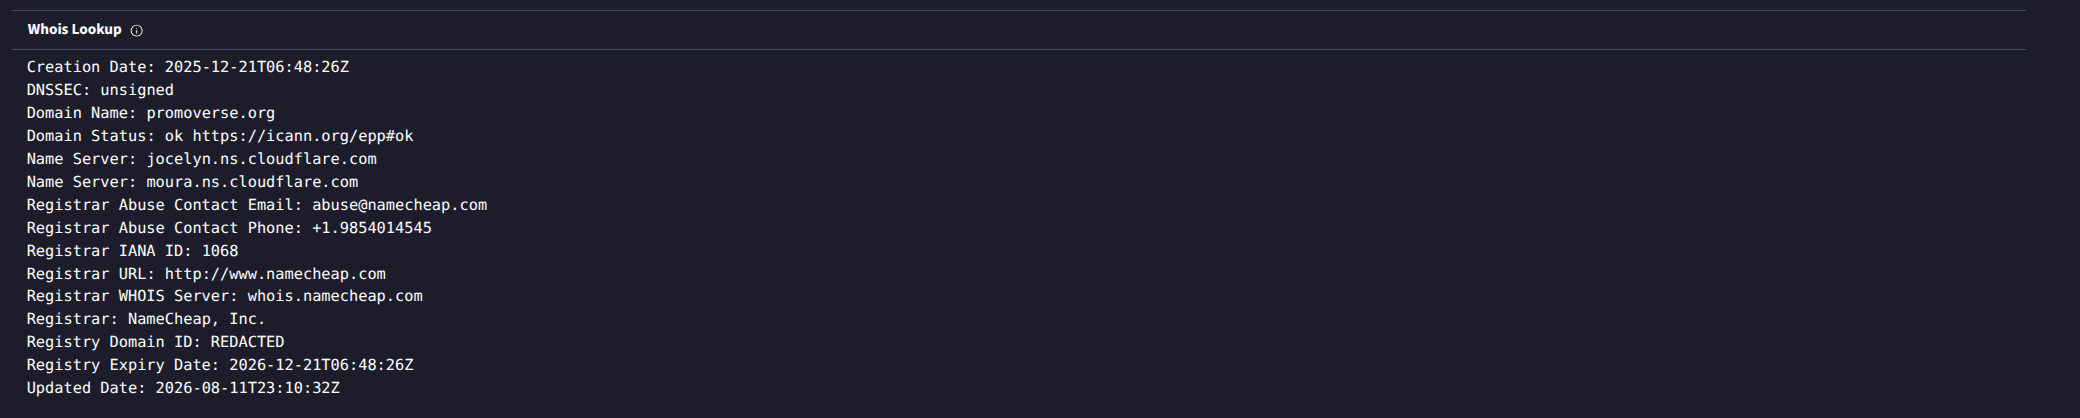 Whois Lookup
Creation Date: 2025-12-21T06:48:26Z
DNSSEC: unsigned
Domain Name: promoverse.org
Domain Status: ok https://icann.org/epp#ok
Name Server: jocelyn.ns.cloudflare.com
Name Server: moura.ns.cloudflare.com
Registrar Abuse Contact Email: abuse@namecheap.com
Registrar Abuse Contact Phone: +1.9854014545
Registrar IANA ID: 1068
Registrar URL: http://www.namecheap.com
Registrar WHOIS Server: whois.namecheap.com
Registrar: NameCheap, Inc.
Registry Domain ID: REDACTED
Registry Expiry Date: 2026-12-21T06:48:26Z
Updated Date: 2026-08-11T23:10:32Z